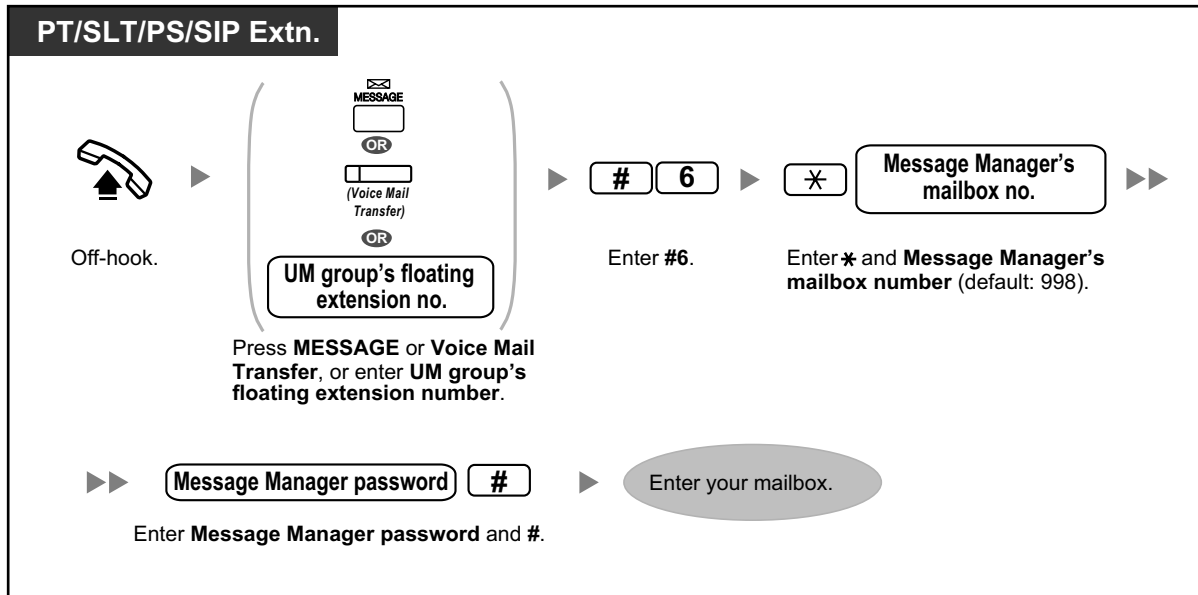 PT/SLT/PS/SIP Extn.
MESSAGE
OR
(Voice Mail
Transfer)
OR
UM group's floating
extension no.
# 6
* Message Manager's
mailbox no.
Off-hook.
Press MESSAGE or Voice Mail
Transfer, or enter UM group's
floating extension number.
Enter #6.
Enter * and Message Manager's
mailbox number (default: 998).
Message Manager password #
Enter Message Manager password and #.
Enter your mailbox.